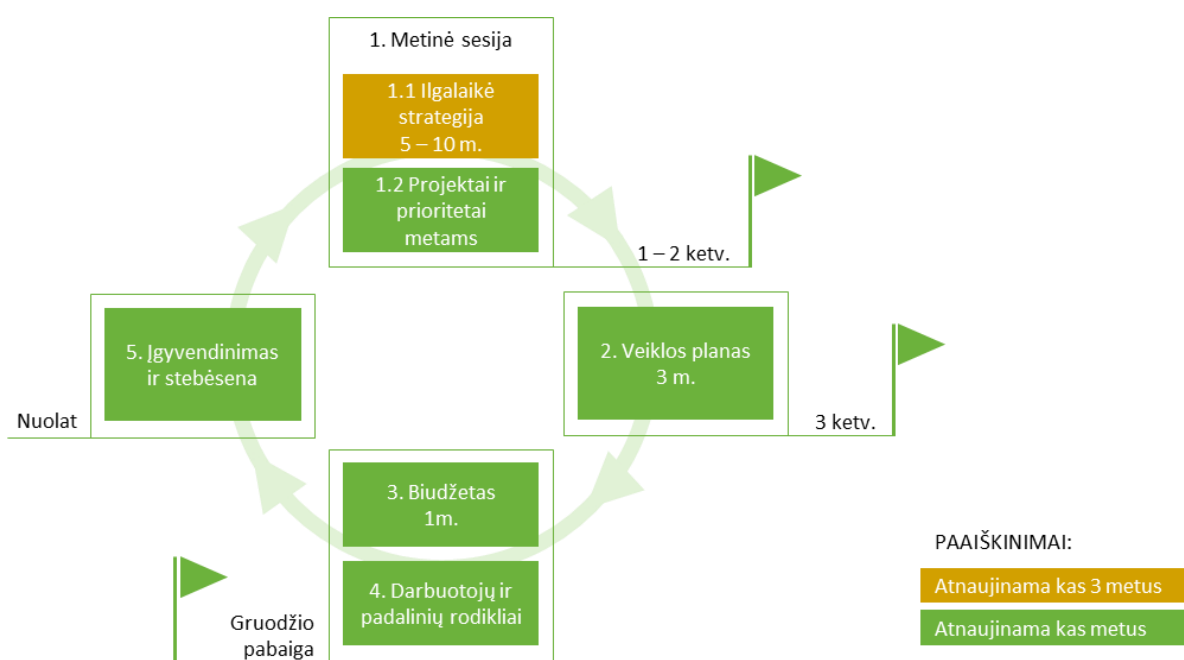 1. Metinė sesija
1.1 Ilgalaikė
strategija
5 – 10 m.
1.2 Projektai ir
prioritetai
metams
1 – 2 ketv.
2. Veiklos planas
3 m.
3 ketv.
3. Biudžetas
1m.
4. Darbuotojų ir
padalinių rodikliai
Gruodžio
pabaiga
5. Įgyvendinimas
ir stebėsena
Nuolat
PAAIŠKINIMAI:
Atnaujinama kas 3 metus
Atnaujinama kas metus